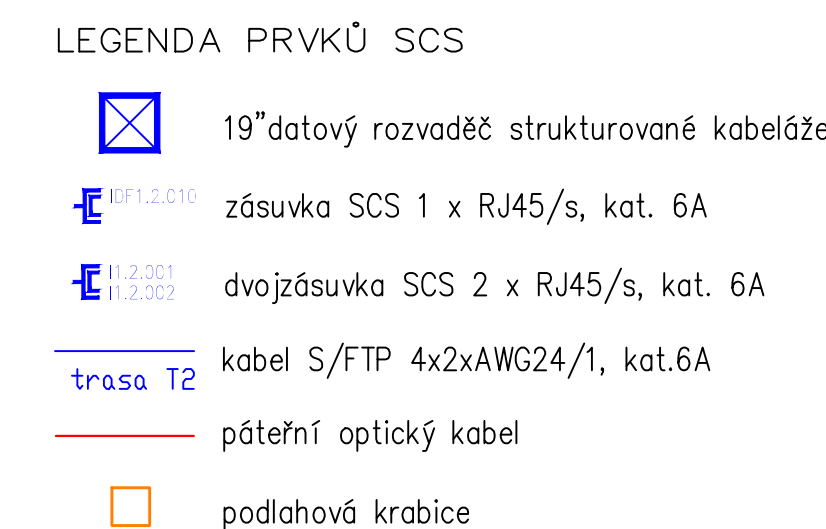 LEGENDA PRVKŮ SCS
19"datový rozvaděč strukturované kabeláže
IDF1.2.010 zásuvka SCS 1 x RJ45/s, kat. 6A
I1.2.001
I1.2.002
dvojzásuvka SCS 2 x RJ45/s, kat. 6A
kabel S/FTP 4x2xAWG24/1, kat.6A
trasa T2
páteřní optický kabel
podlahová krabice